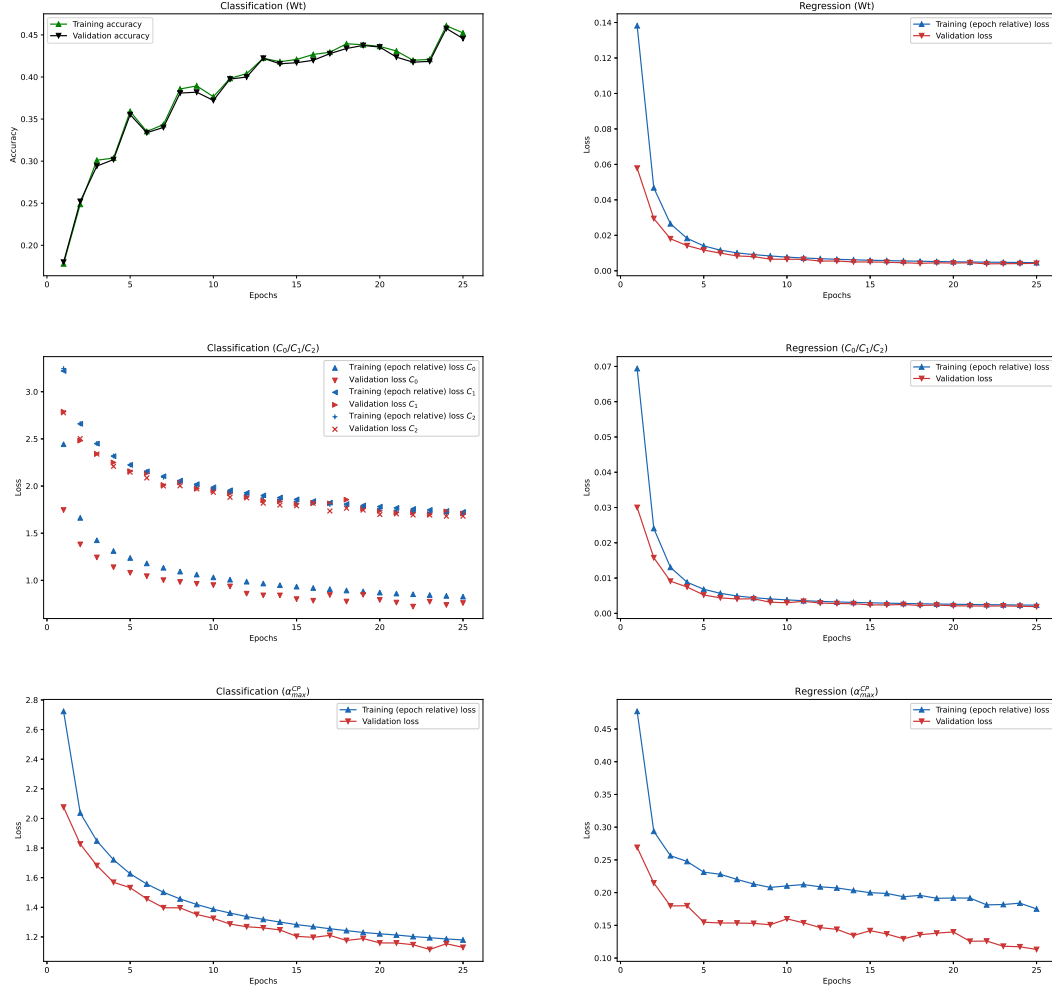 Classification (Wt)
Training accuracy
Validation accuracy
0.45
0.40
0.35
0.30
0.25
0.20
Accuracy
0 5 10 15 20 25
Epochs
Regression (Wt)
Training (epoch relative) loss
Validation loss
0.14
0.12
0.10
0.08
0.06
0.04
0.02
0.00
Loss
0 5 10 15 20 25
Epochs
Classification (C₀/C₁/C₂)
Training (epoch relative) loss C₀
Validation loss C₀
Training (epoch relative) loss C₁
Validation loss C₁
Training (epoch relative) loss C₂
Validation loss C₂
3.0
2.5
2.0
1.5
1.0
Loss
0 5 10 15 20 25
Epochs
Regression (C₀/C₁/C₂)
Training (epoch relative) loss
Validation loss
0.07
0.06
0.05
0.04
0.03
0.02
0.01
0.00
Loss
0 5 10 15 20 25
Epochs
Classification (α_max^CP)
Training (epoch relative) loss
Validation loss
2.8
2.6
2.4
2.2
2.0
1.8
1.6
1.4
1.2
Loss
0 5 10 15 20 25
Epochs
Regression (α_max^CP)
Training (epoch relative) loss
Validation loss
0.45
0.40
0.35
0.30
0.25
0.20
0.15
0.10
Loss
0 5 10 15 20 25
Epochs